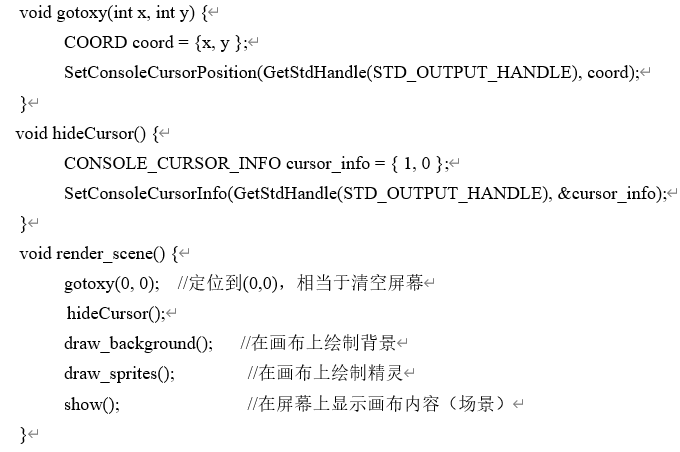 void gotoxy(int x, int y) {↵
COORD coord = {x, y };↵
SetConsoleCursorPosition(GetStdHandle(STD_OUTPUT_HANDLE), coord);↵
}↵
void hideCursor() {↵
CONSOLE_CURSOR_INFO cursor_info = { 1, 0 };↵
SetConsoleCursorInfo(GetStdHandle(STD_OUTPUT_HANDLE), &cursor_info);↵
}↵
void render_scene() {↵
gotoxy(0, 0); //定位到(0,0)，相当于清空屏幕↵
hideCursor();↵
draw_background(); //在画布上绘制背景↵
draw_sprites(); //在画布上绘制精灵↵
show(); //在屏幕上显示画布内容（场景）↵
}↵